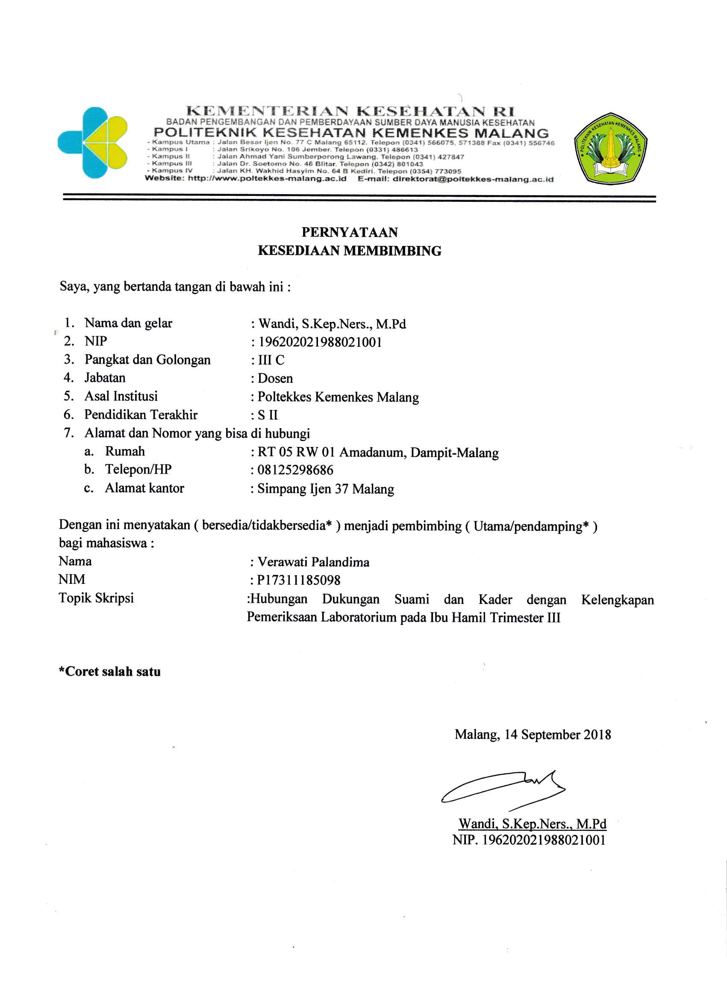 KEMENTERIAN KESEHATAN RI
BADAN PENGEMBANGAN DAN PEMBERDAYAAN SUMBER DAYA MANUSIA KESEHATAN
POLITEKNIK KESEHATAN KEMENKES MALANG
- Kampus Utama : Jalan Besar Ijen No. 77 C Malang 65112. Telepon (0341) 566075, 571388 Fax (0341) 556746
- Kampus I : Jalan Srikoyo No. 106 Jember. Telepon (0331) 486613
- Kampus II : Jalan Ahmad Yani Sumberporong Lawang. Telepon (0341) 427847
- Kampus III : Jalan Dr. Soetomo No. 46 Blitar. Telepon (0342) 801043
- Kampus IV : Jalan KH. Wakhid Hasyim No. 64 B Kediri. Telepon (0354) 773095
Website: http://www.poltekkes-malang.ac.id E-mail: direktorat@poltekkes-malang.ac.id
POLITEKNIK KESEHATAN KEMENKES MALANG
PERNYATAAN
KESEDIAAN MEMBIMBING
Saya, yang bertanda tangan di bawah ini :
1. Nama dan gelar : Wandi, S.Kep.Ners., M.Pd
2. NIP : 196202021988021001
3. Pangkat dan Golongan : III C
4. Jabatan : Dosen
5. Asal Institusi : Poltekkes Kemenkes Malang
6. Pendidikan Terakhir : S II
7. Alamat dan Nomor yang bisa di hubungi
a. Rumah : RT 05 RW 01 Amadanum, Dampit-Malang
b. Telepon/HP : 08125298686
c. Alamat kantor : Simpang Ijen 37 Malang
Dengan ini menyatakan ( bersedia/tidakbersedia* ) menjadi pembimbing ( Utama/pendamping* )
bagi mahasiswa :
Nama : Verawati Palandima
NIM : P17311185098
Topik Skripsi :Hubungan Dukungan Suami dan Kader dengan Kelengkapan
Pemeriksaan Laboratorium pada Ibu Hamil Trimester III
*Coret salah satu
Malang, 14 September 2018
Wandi, S.Kep.Ners., M.Pd
NIP. 196202021988021001